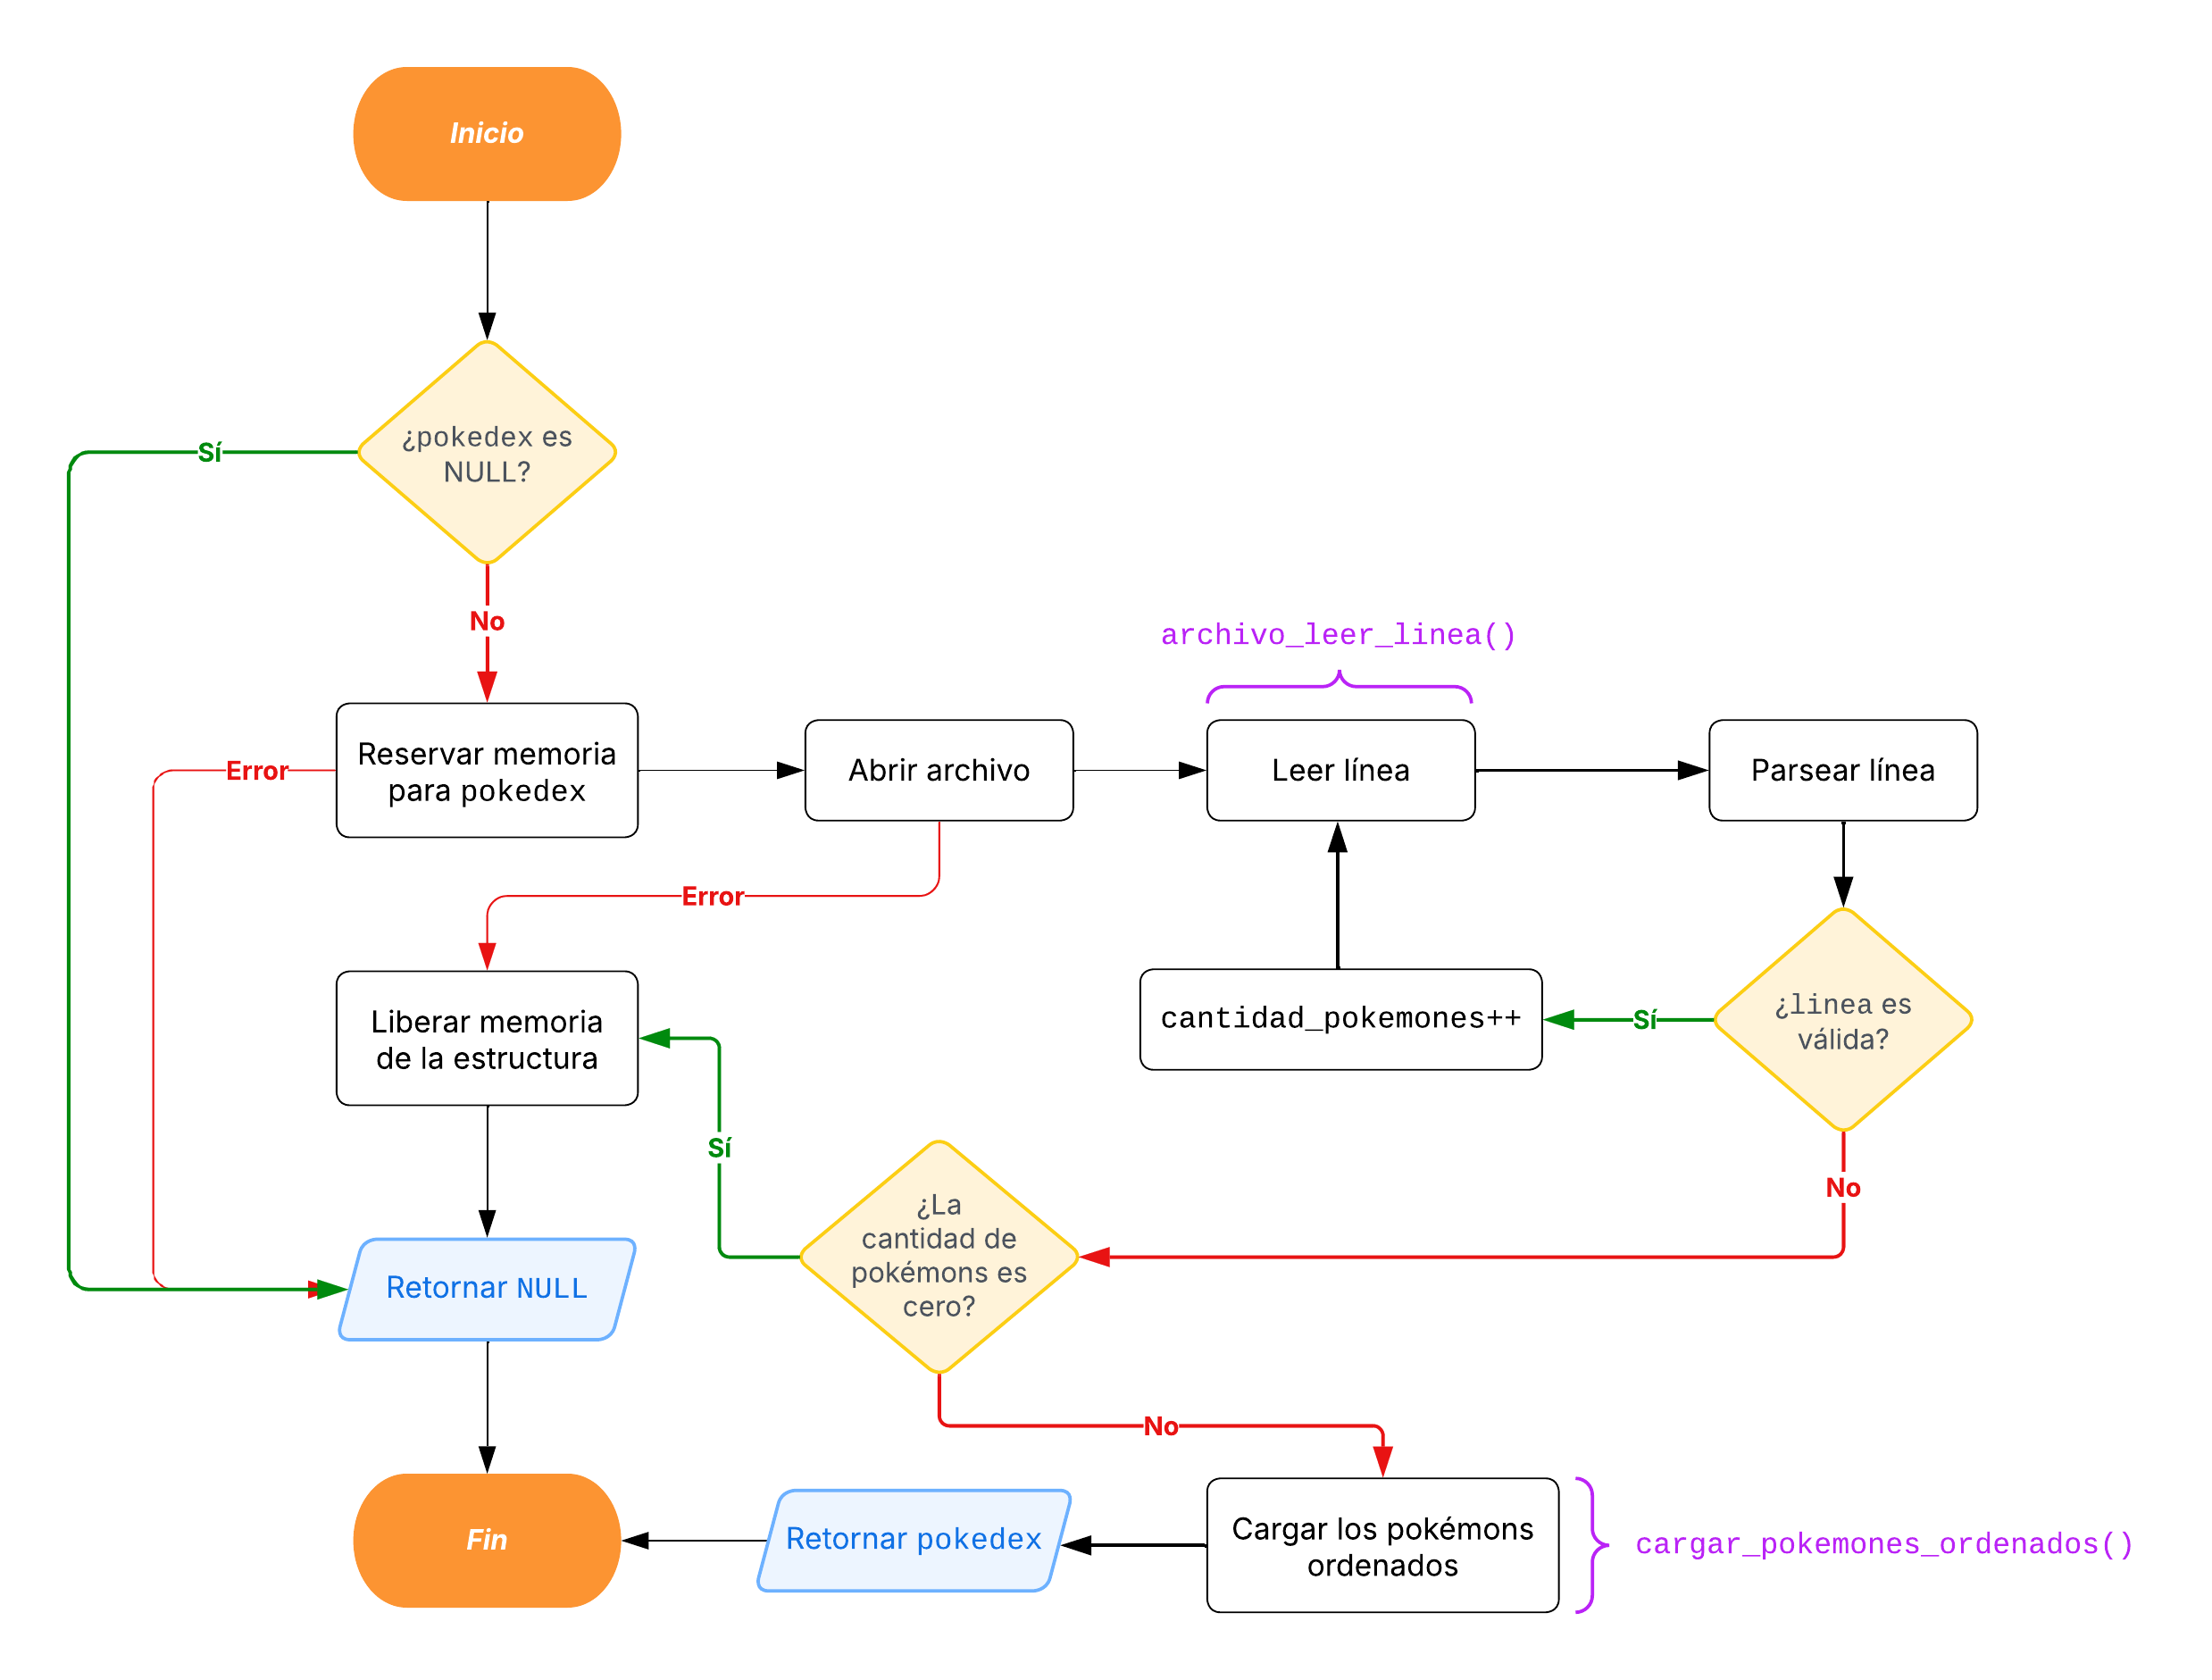 Inicio
¿pokedex es
NULL?
Sí
No
archivo_leer_linea()
Reservar memoria
para pokedex
Error
Abrir archivo
Leer línea
Parsear línea
Error
Liberar memoria
de la estructura
cantidad_pokemones++
Sí
¿linea es
válida?
Sí
No
¿La
cantidad de
pokémons es
cero?
Retornar NULL
No
Fin
Retornar pokedex
Cargar los pokémons
ordenados
cargar_pokemones_ordenados()